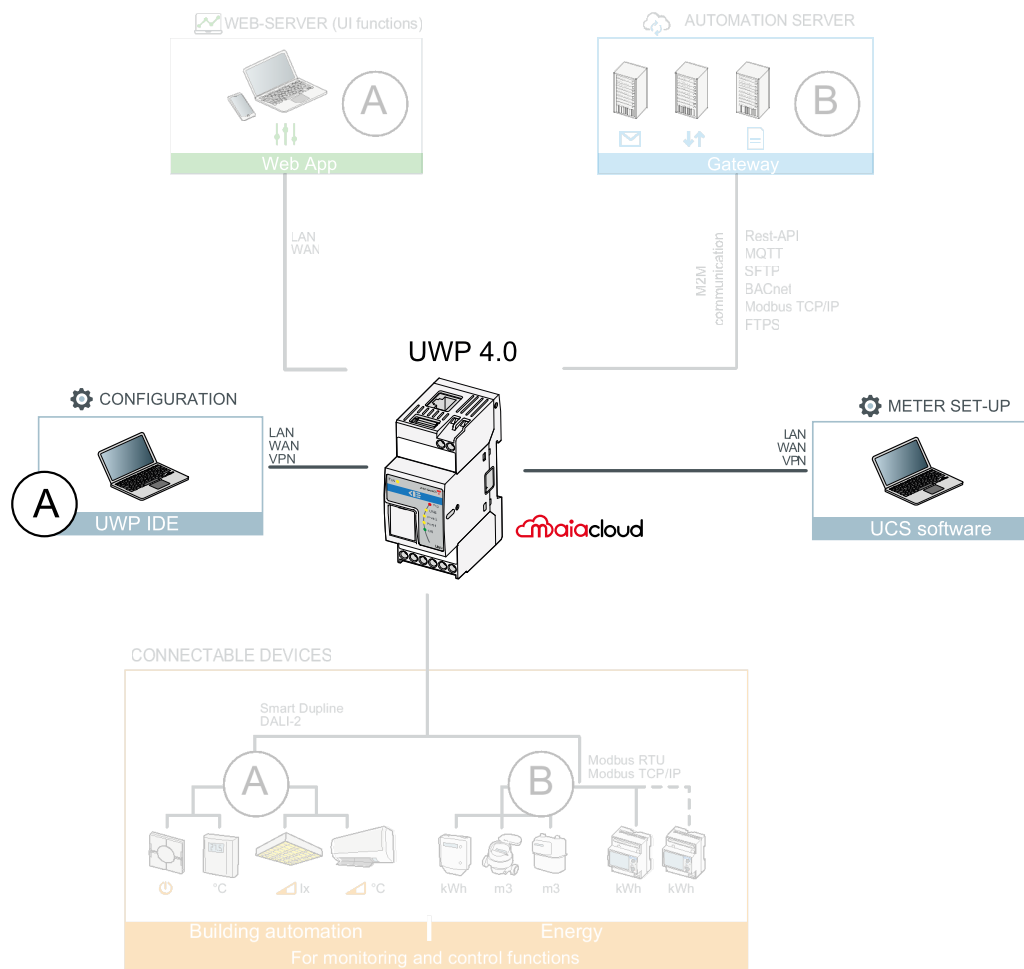 WEB-SERVER (UI functions)
AUTOMATION SERVER
A
B
Web App
Gateway
LAN
WAN
M2M
communication
Rest-API
MQTT
SFTP
BACnet
Modbus TCP/IP
FTPS
UWP 4.0
CONFIGURATION
METER SET-UP
LAN
WAN
VPN
LAN
WAN
VPN
A
UWP IDE
maiacloud
UCS software
CONNECTABLE DEVICES
Smart Dupline
DALI-2
Modbus RTU
Modbus TCP/IP
A
B
°C
lx
°C
kWh
m3
m3
kWh
kWh
Building automation
Energy
For monitoring and control functions